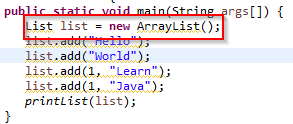 public static void main(String args[]) {
List list = new ArrayList();
list.add("Hello");
list.add("World");
list.add(1, "Learn");
list.add(1, "Java");
printList(list);
}